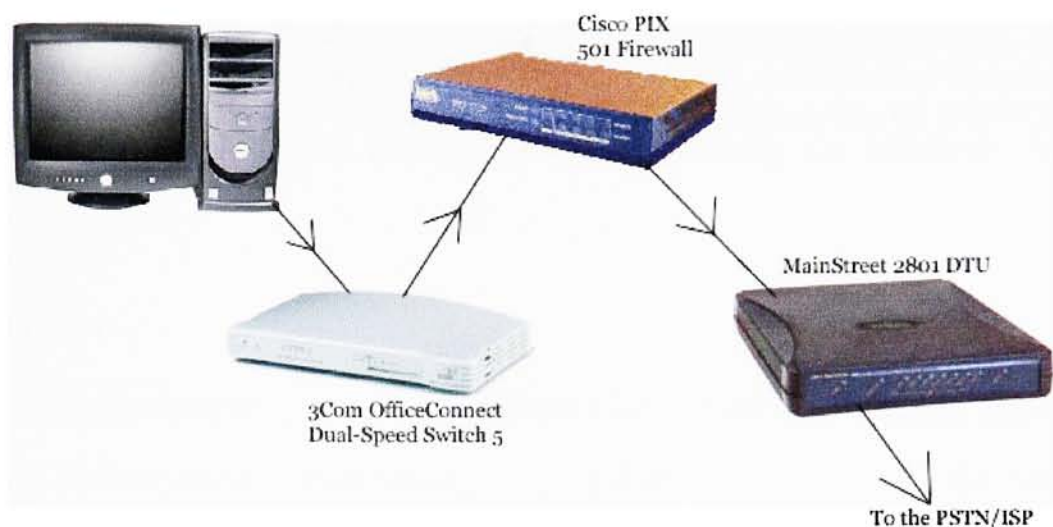 Cisco PIX
501 Firewall
MainStreet 2801 DTU
3Com OfficeConnect
Dual-Speed Switch 5
To the PSTN/ISP